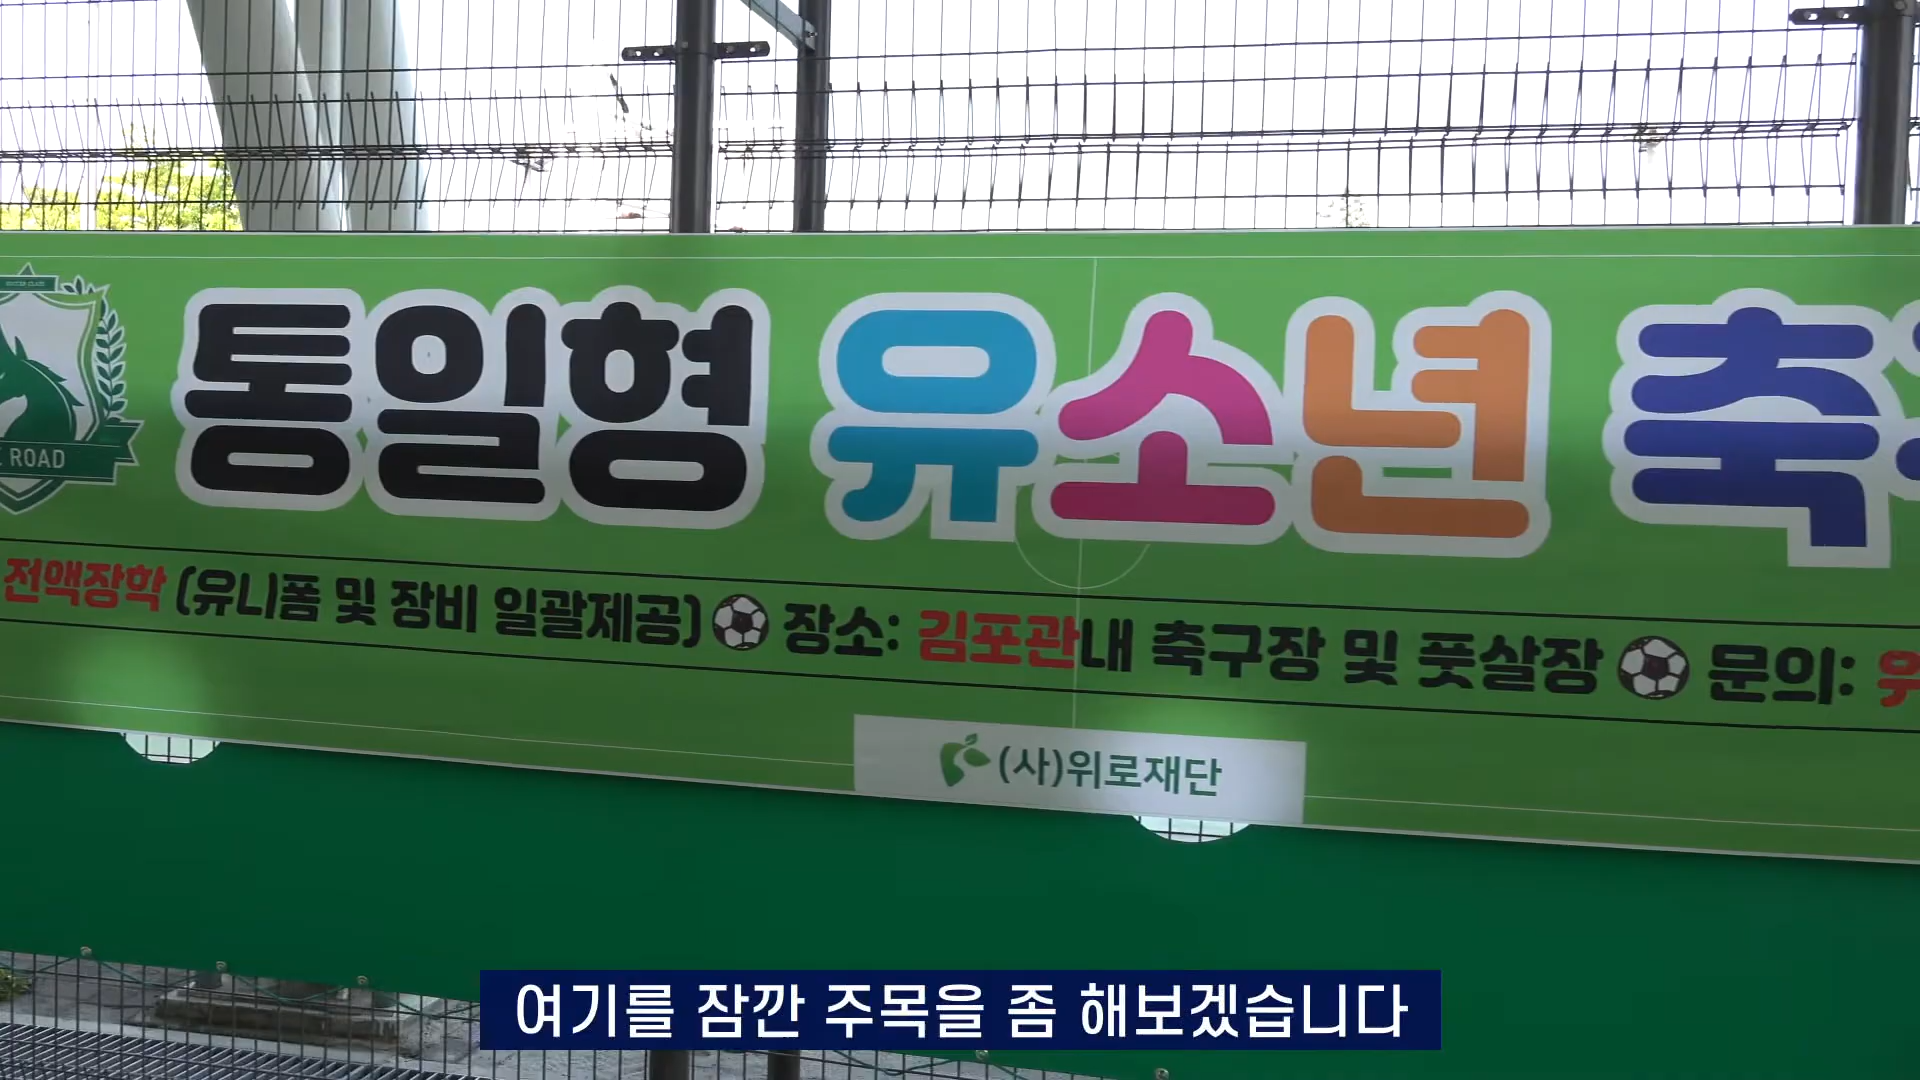 통일형 유소년 축
ROAD
전액장학 (유니폼 및 장비 일괄제공) 장소: 김포관내 축구장 및 풋살장 문의:
(사)위로재단
여기를 잠깐 주목을 좀 해보겠습니다